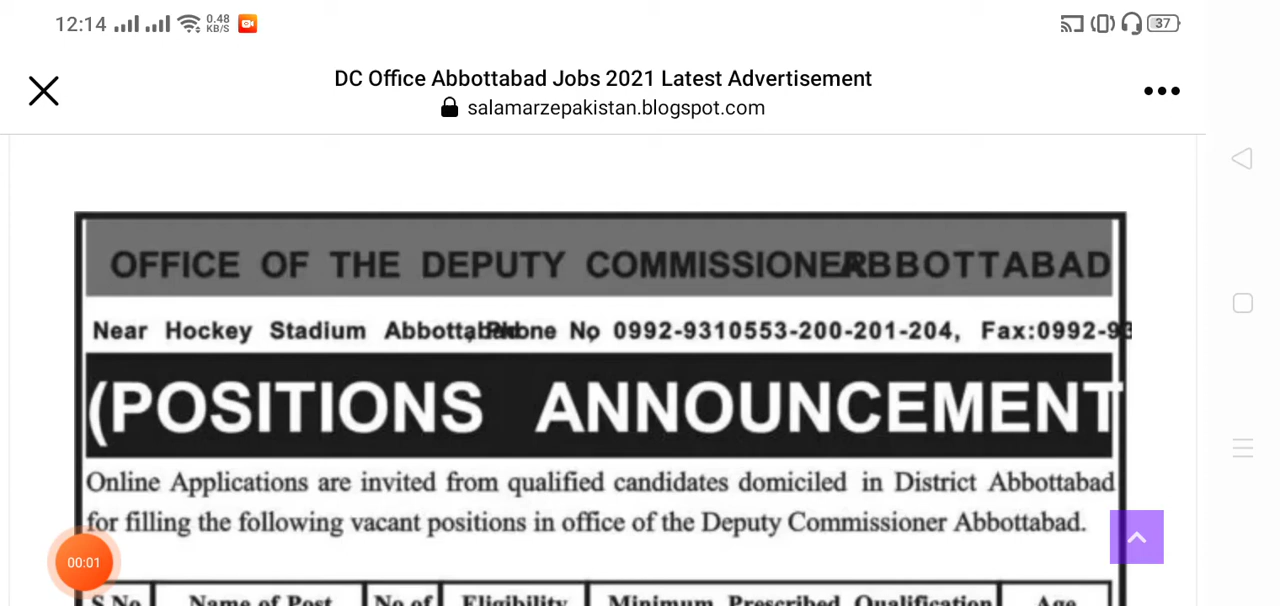 12:14 0.48 KB/S 37
DC Office Abbottabad Jobs 2021 Latest Advertisement
salamarzepakistan.blogspot.com
OFFICE OF THE DEPUTY COMMISSIONER ABBOTTABAD
Near Hockey Stadium Abbottabad, Phone No, 0992-9310553-200-201-204, Fax:0992-93
(POSITIONS ANNOUNCEMENT
Online Applications are invited from qualified candidates domiciled in District Abbottabad
for filling the following vacant positions in office of the Deputy Commissioner Abbottabad.
00:01
S.No Name of Post No of Eligibility Minimum Prescribed Qualification Age